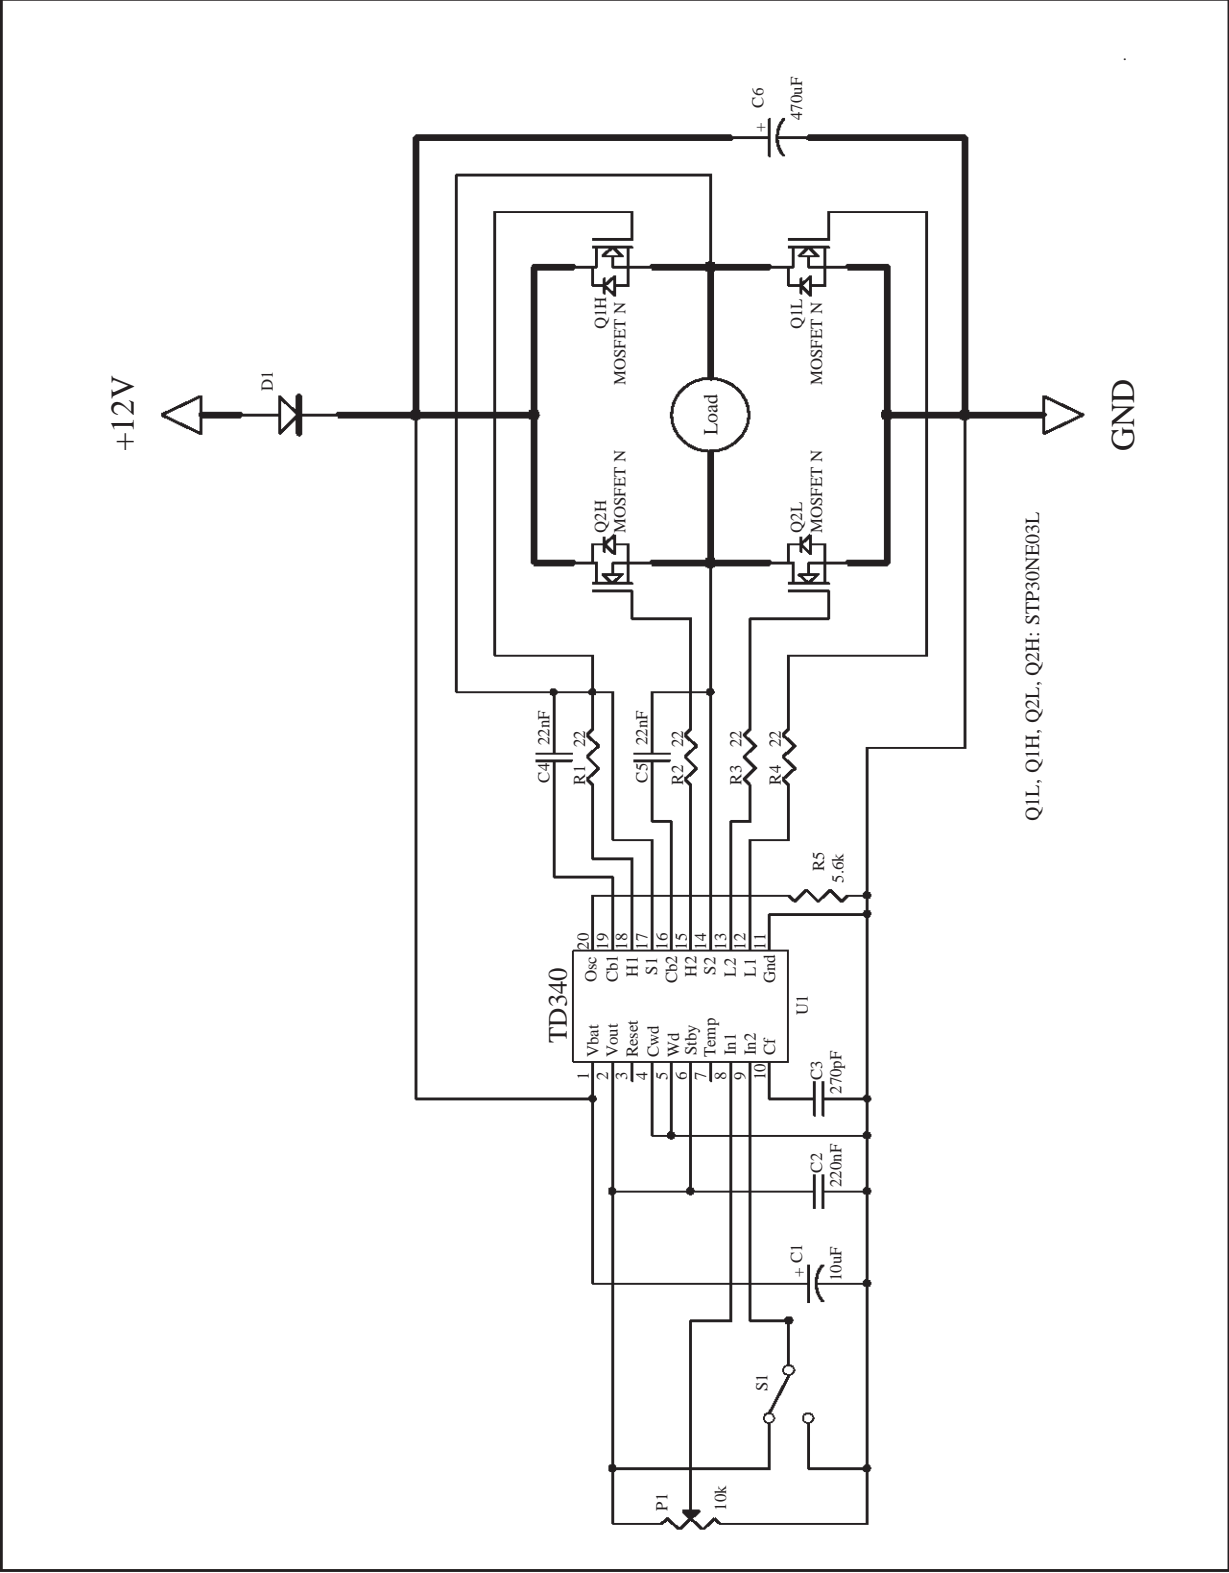 +12V
D1
C6
+
470uF
Q1H
MOSFET N
Q1L
MOSFET N
Load
Q2H
MOSFET N
Q2L
MOSFET N
GND
Q1L, Q1H, Q2L, Q2H: STP30NE03L
C4
22nF
R1
22
C5
22nF
R2
22
R3
22
R4
22
R5
5.6k
TD340
U1
20
19
18
17
16
15
14
13
12
11
Osc
Cb1
H1
S1
Cb2
H2
S2
L2
L1
Gnd
Vbat
Vout
Reset
Cwd
Wd
Stby
Temp
In1
In2
Cf
1
2
3
4
5
6
7
8
9
10
C3
270pF
C2
220nF
+
C1
10uF
S1
P1
10k